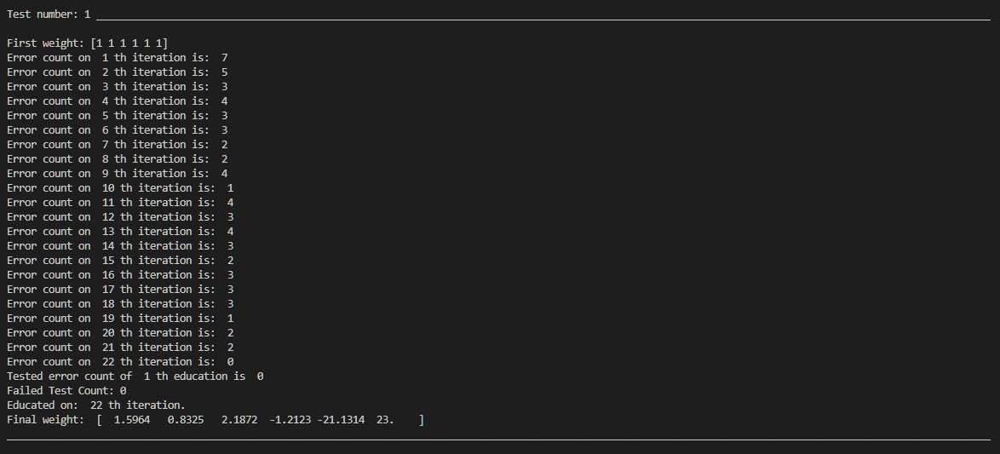 Test number: 1 ______________________________________________________________________________________________________________________________________________________
First weight: [1 1 1 1 1 1]
Error count on  1 th iteration is:  7
Error count on  2 th iteration is:  5
Error count on  3 th iteration is:  3
Error count on  4 th iteration is:  4
Error count on  5 th iteration is:  3
Error count on  6 th iteration is:  3
Error count on  7 th iteration is:  2
Error count on  8 th iteration is:  2
Error count on  9 th iteration is:  4
Error count on  10 th iteration is:  1
Error count on  11 th iteration is:  4
Error count on  12 th iteration is:  3
Error count on  13 th iteration is:  4
Error count on  14 th iteration is:  3
Error count on  15 th iteration is:  2
Error count on  16 th iteration is:  3
Error count on  17 th iteration is:  3
Error count on  18 th iteration is:  3
Error count on  19 th iteration is:  1
Error count on  20 th iteration is:  2
Error count on  21 th iteration is:  2
Error count on  22 th iteration is:  0
Tested error count of  1 th education is  0
Failed Test Count: 0
Educated on:  22 th iteration.
Final weight:  [  1.5964   0.8325   2.1872  -1.2123 -21.1314  23.    ]